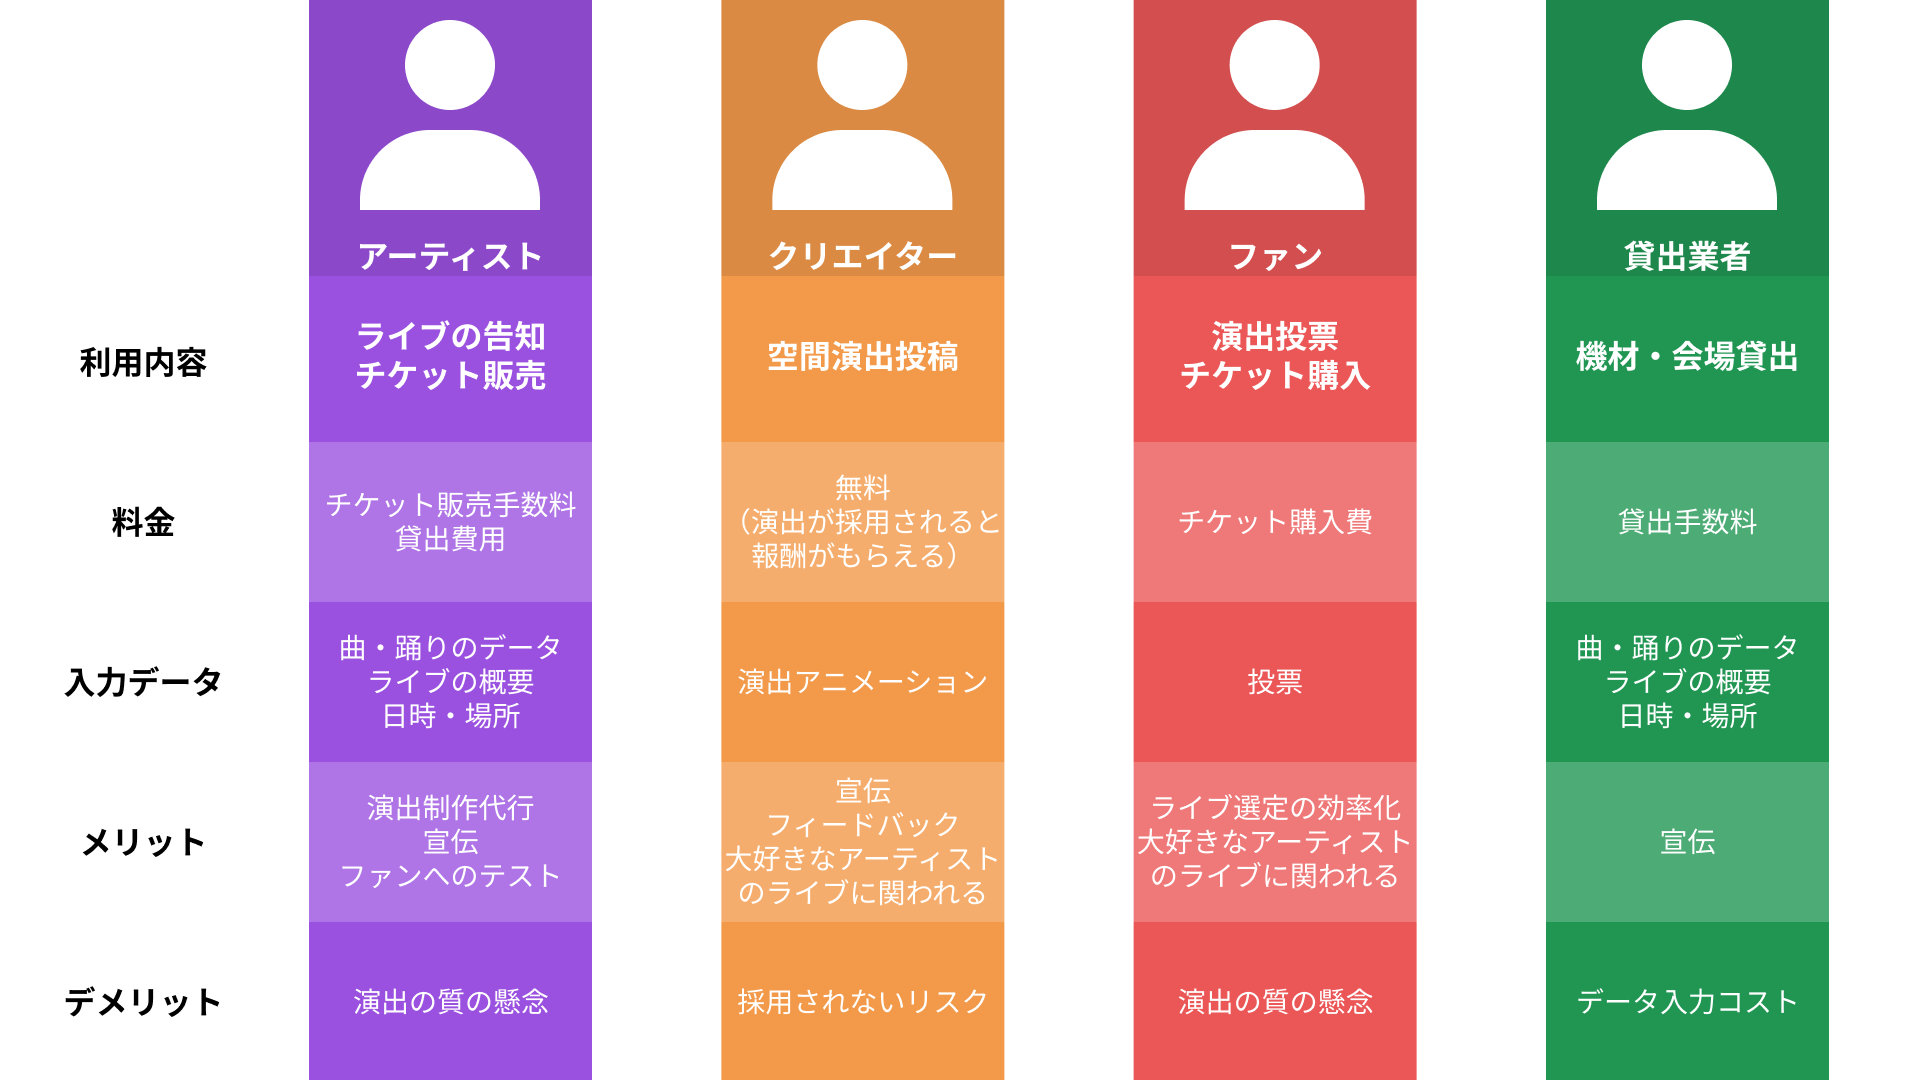 アーティスト
クリエイター
ファン
貸出業者
利用内容
ライブの告知
チケット販売
空間演出投稿
演出投票
チケット購入
機材・会場貸出
料金
チケット販売手数料
貸出費用
無料
（演出が採用されると
報酬がもらえる）
チケット購入費
貸出手数料
入力データ
曲・踊りのデータ
ライブの概要
日時・場所
演出アニメーション
投票
曲・踊りのデータ
ライブの概要
日時・場所
メリット
演出制作代行
宣伝
ファンへのテスト
宣伝
フィードバック
大好きなアーティスト
のライブに関われる
ライブ選定の効率化
大好きなアーティスト
のライブに関われる
宣伝
デメリット
演出の質の懸念
採用されないリスク
演出の質の懸念
データ入力コスト